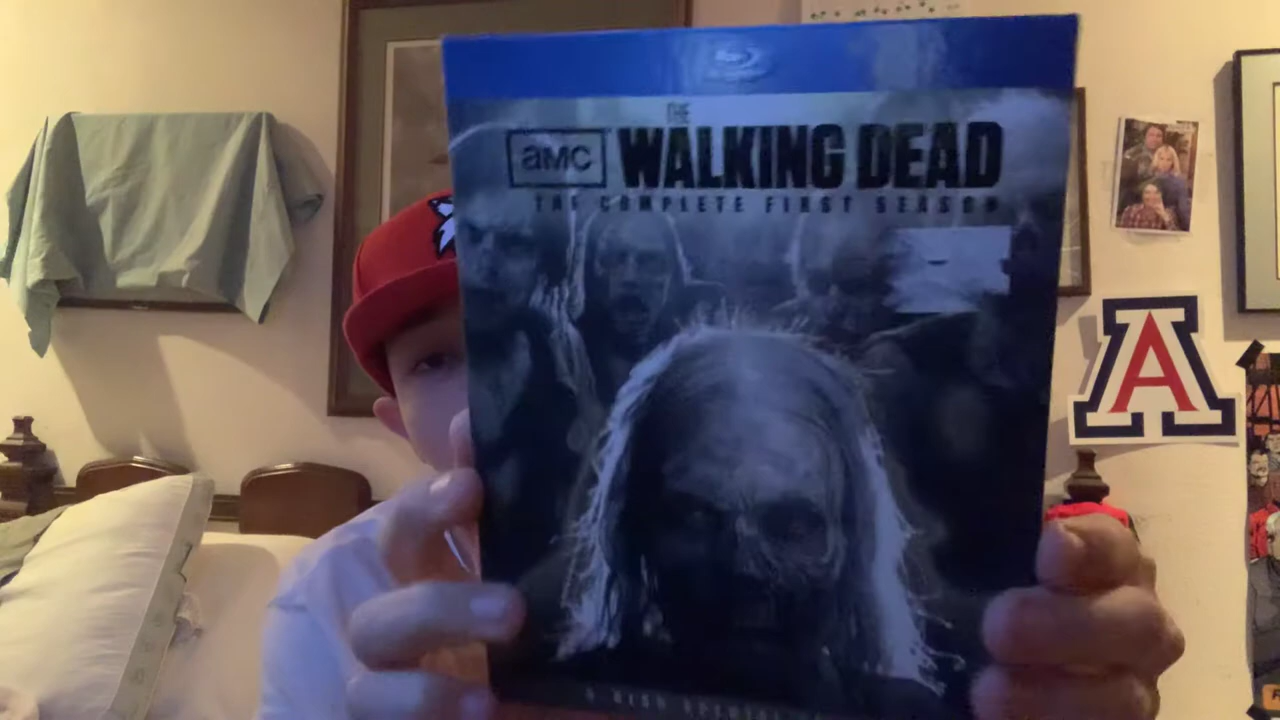 THE
aMC WALKING DEAD
THE COMPLETE FIRST SEASON
A